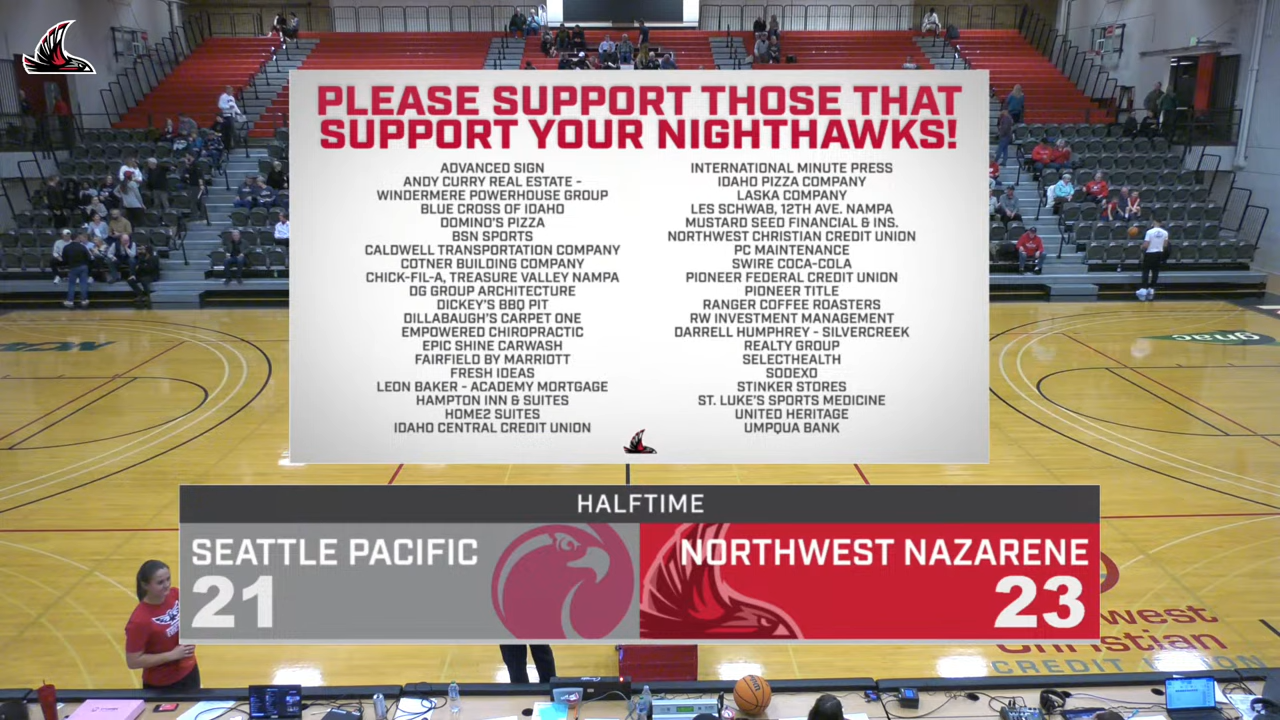 PLEASE SUPPORT THOSE THAT
SUPPORT YOUR NIGHTHAWKS!
ADVANCED SIGN
ANDY CURRY REAL ESTATE -
WINDERMERE POWERHOUSE GROUP
BLUE CROSS OF IDAHO
DOMINO'S PIZZA
BSN SPORTS
CALDWELL TRANSPORTATION COMPANY
COTNER BUILDING COMPANY
CHICK-FIL-A, TREASURE VALLEY NAMPA
DG GROUP ARCHITECTURE
DICKEY'S BBQ PIT
DILLABAUGH'S CARPET ONE
EMPOWERED CHIROPRACTIC
EPIC SHINE CARWASH
FAIRFIELD BY MARRIOTT
FRESH IDEAS
LEON BAKER - ACADEMY MORTGAGE
HAMPTON INN & SUITES
HOME2 SUITES
IDAHO CENTRAL CREDIT UNION
INTERNATIONAL MINUTE PRESS
IDAHO PIZZA COMPANY
LASKA COMPANY
LES SCHWAB, 12TH AVE. NAMPA
MUSTARD SEED FINANCIAL & INS.
NORTHWEST CHRISTIAN CREDIT UNION
PC MAINTENANCE
SWIRE COCA-COLA
PIONEER FEDERAL CREDIT UNION
PIONEER TITLE
RANGER COFFEE ROASTERS
RW INVESTMENT MANAGEMENT
DARRELL HUMPHREY - SILVERCREEK
REALTY GROUP
SELECTHEALTH
SODEXO
STINKER STORES
ST. LUKE'S SPORTS MEDICINE
UNITED HERITAGE
UMPQUA BANK
gnac
HALFTIME
SEATTLE PACIFIC
21
NORTHWEST NAZARENE
23
west
Christian
CREDIT UNION